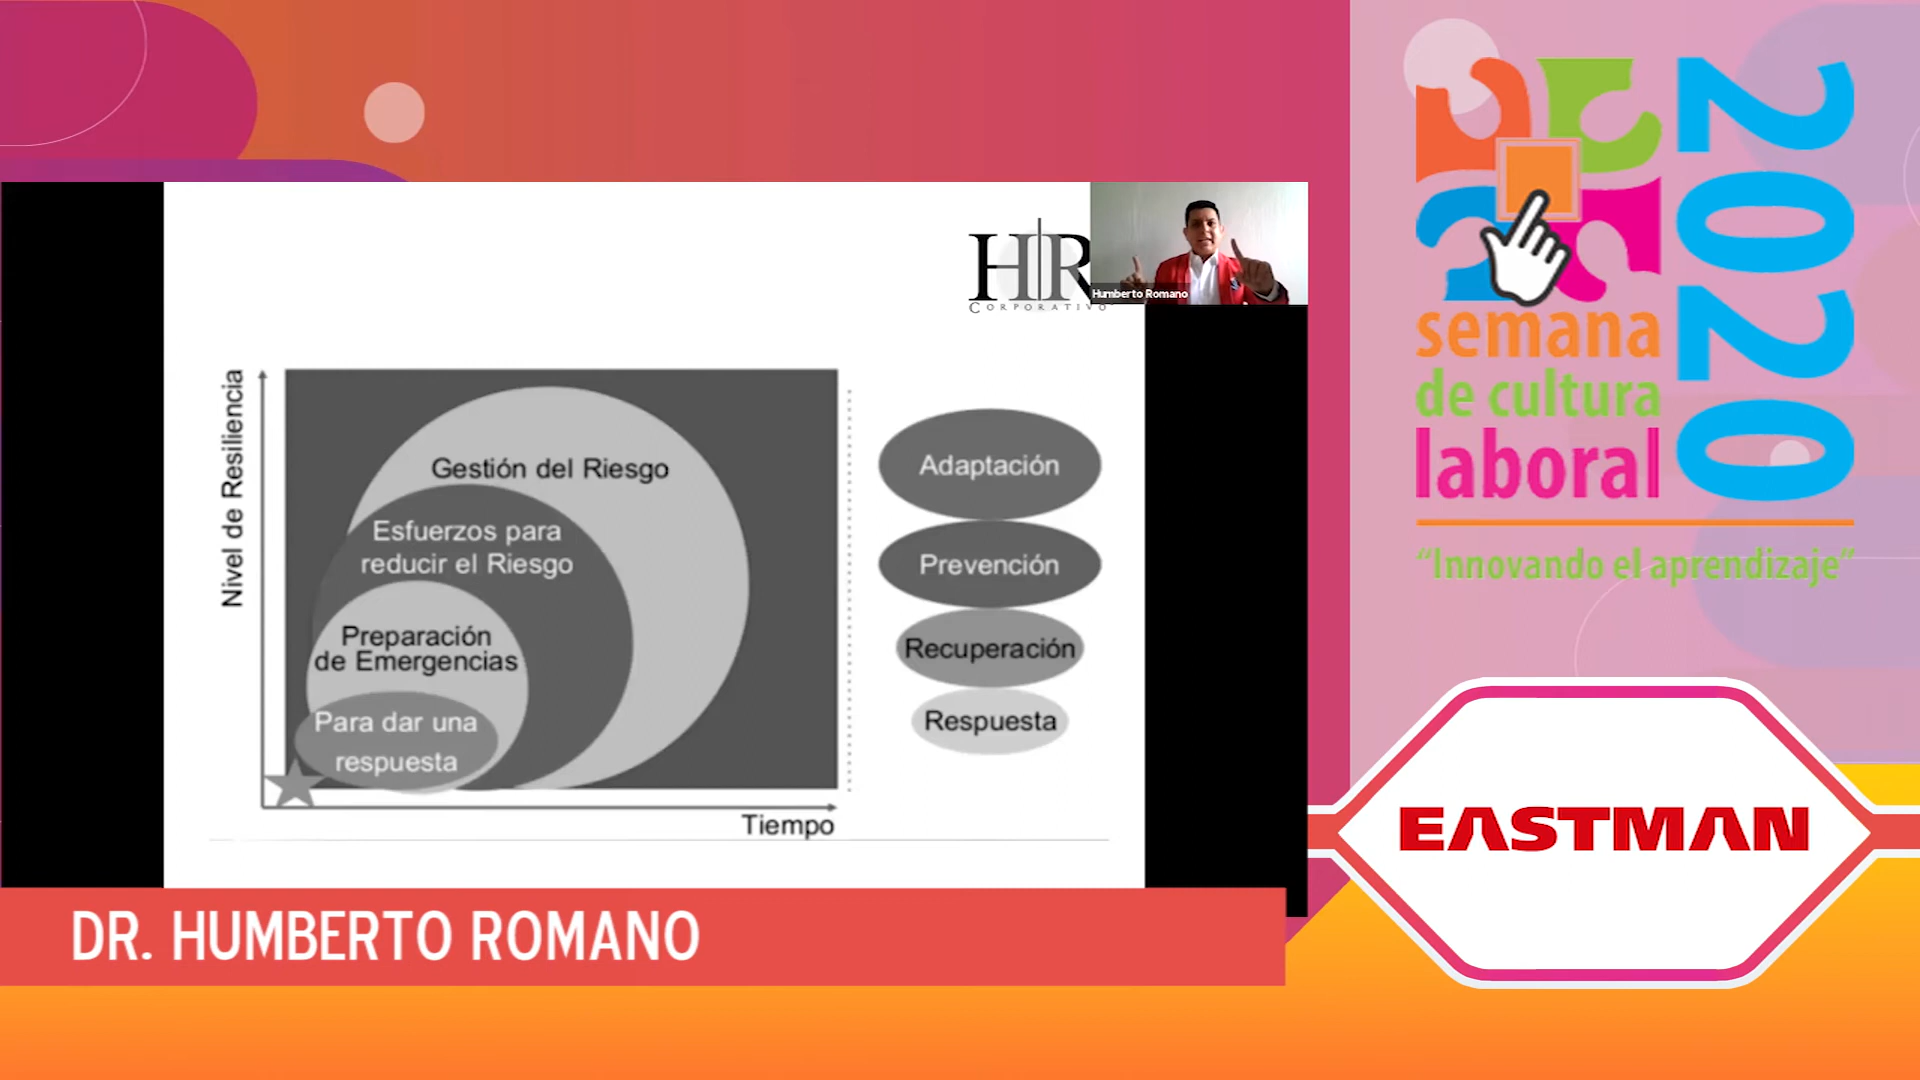 HR
CORPORATIVO
Humberto Romano
Nivel de Resiliencia
Gestión del Riesgo
Esfuerzos para
reducir el Riesgo
Preparación
de Emergencias
Para dar una
respuesta
Tiempo
Adaptación
Prevención
Recuperación
Respuesta
DR. HUMBERTO ROMANO
semana
de cultura
laboral
2020
“Innovando el aprendizaje”
EASTMAN